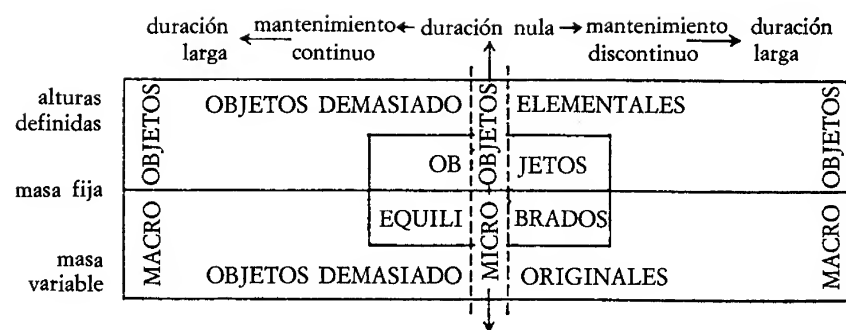 duración larga
mantenimiento continuo
duración nula
mantenimiento discontinuo
duración larga
alturas definidas
masa fija
masa variable
MACRO OBJETOS
OBJETOS DEMASIADO ELEMENTALES
OB JETOS
EQUILI BRADOS
OBJETOS DEMASIADO ORIGINALES
MICRO-OBJETOS
MACRO OBJETOS